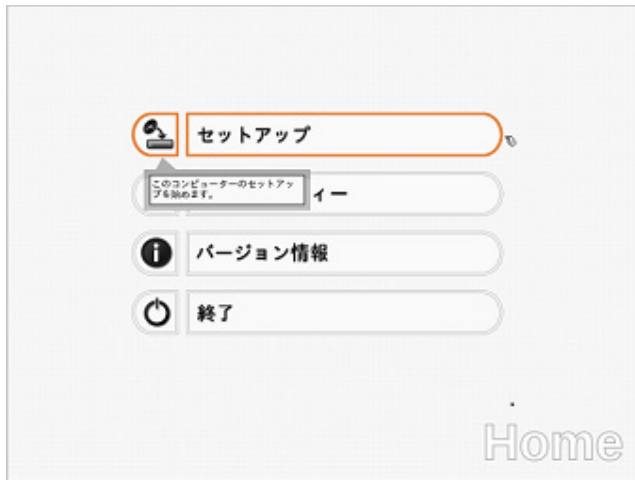 セットアップ
このコンピューターのセットアッ
プを始めます。
ィー
バージョン情報
終了
Home